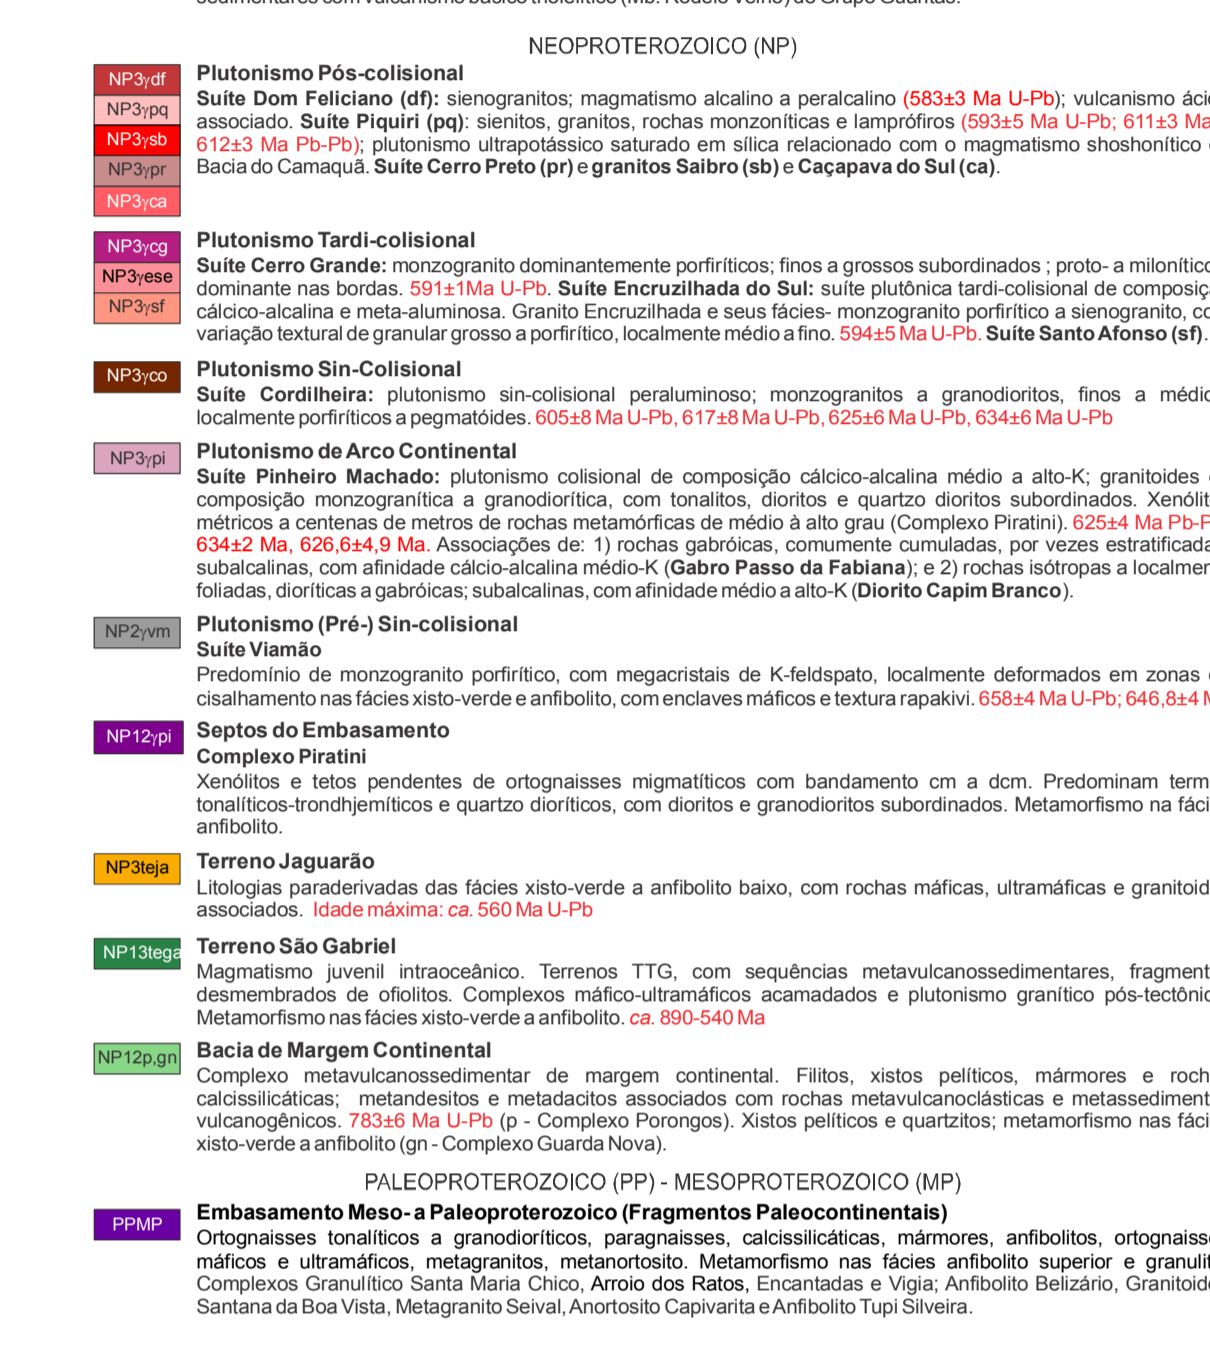 sedimentares com vulcanismo básico toleiítico (Mb. Rodeio Velho) do Grupo Guaritas.
NEOPROTEROZOICO (NP)
NP3γdf
NP3γpq
NP3γsb
NP3γpr
NP3γca
Plutonismo Pós-colisional
Suíte Dom Feliciano (df): sienogranitos; magmatismo alcalino a peralcalino (583±3 Ma U-Pb); vulcanismo áci
associado. Suíte Piquiri (pq): sienitos, granitos, rochas monzoníticas e lamprófiros (593±5 Ma U-Pb; 611±3 Ma
612±3 Ma Pb-Pb); plutonismo ultrapotássico saturado em sílica relacionado com o magmatismo shoshonítico
Bacia do Camaquã. Suíte Cerro Preto (pr) e granitos Saibro (sb) e Caçapava do Sul (ca).
NP3γcg
NP3γese
NP3γsf
Plutonismo Tardi-colisional
Suíte Cerro Grande: monzogranito dominantemente porfiríticos; finos a grossos subordinados ; proto- a milonític
dominante nas bordas. 591±1Ma U-Pb. Suíte Encruzilhada do Sul: suíte plutônica tardi-colisional de composiç
cálcico-alcalina e meta-aluminosa. Granito Encruzilhada e seus fácies- monzogranito porfirítico a sienogranito, co
variação textural de granular grosso a porfirítico, localmente médio a fino. 594±5 Ma U-Pb. Suíte Santo Afonso (sf).
NP3γco
Plutonismo Sin-Colisional
Suíte Cordilheira: plutonismo sin-colisional peraluminoso; monzogranitos a granodioritos, finos a médio
localmente porfiríticos a pegmatóides. 605±8 Ma U-Pb, 617±8 Ma U-Pb, 625±6 Ma U-Pb, 634±6 Ma U-Pb
NP3γpi
Plutonismo de Arco Continental
Suíte Pinheiro Machado: plutonismo colisional de composição cálcico-alcalina médio a alto-K; granitoides
composição monzogranítica a granodiorítica, com tonalitos, dioritos e quartzo dioritos subordinados. Xenólit
métricos a centenas de metros de rochas metamórficas de médio à alto grau (Complexo Piratini). 625±4 Ma Pb-P
634±2 Ma, 626,6±4,9 Ma. Associações de: 1) rochas gabróicas, comumente cumuladas, por vezes estratificada
subalcalinas, com afinidade cálcio-alcalina médio-K (Gabro Passo da Fabiana); e 2) rochas isótropas a localmen
foliadas, dioríticas a gabróicas; subalcalinas, com afinidade médio a alto-K (Diorito Capim Branco).
NP2γvm
Plutonismo (Pré-) Sin-colisional
Suíte Viamão
Predomínio de monzogranito porfirítico, com megacristais de K-feldspato, localmente deformados em zonas
cisalhamento nas fácies xisto-verde e anfibolito, com enclaves máficos e textura rapakivi. 658±4 Ma U-Pb; 646,8±4 M
NP12γpi
Septos do Embasamento
Complexo Piratini
Xenólitos e tetos pendentes de ortognaisses migmatíticos com bandamento cm a dcm. Predominam term
tonalíticos-trondhjemíticos e quartzo dioríticos, com dioritos e granodioritos subordinados. Metamorfismo na fáci
anfibolito.
NP3teja
Terreno Jaguarão
Litologias paraderivadas das fácies xisto-verde a anfibolito baixo, com rochas máficas, ultramáficas e granitoid
associados. Idade máxima: ca. 560 Ma U-Pb
NP13tega
Terreno São Gabriel
Magmatismo juvenil intraoceânico. Terrenos TTG, com sequências metavulcanossedimentares, fragment
desmembrados de ofiolitos. Complexos máfico-ultramáficos acamadados e plutonismo granítico pós-tectônic
Metamorfismo nas fácies xisto-verde a anfibolito. ca. 890-540 Ma
NP12p,gn
Bacia de Margem Continental
Complexo metavulcanossedimentar de margem continental. Filitos, xistos pelíticos, mármores e roch
calcissilicáticas; metandesitos e metadacitos associados com rochas metavulcanoclásticas e metassediment
vulcanogênicos. 783±6 Ma U-Pb (p - Complexo Porongos). Xistos pelíticos e quartzitos; metamorfismo nas fáci
xisto-verde a anfibolito (gn - Complexo Guarda Nova).
PALEOPROTEROZOICO (PP) - MESOPROTEROZOICO (MP)
PPMP
Embasamento Meso- a Paleoproterozoico (Fragmentos Paleocontinentais)
Ortognaisses tonalíticos a granodioríticos, paragnaisses, calcissilicáticas, mármores, anfibolitos, ortognaiss
máficos e ultramáficos, metagranitos, metanortosito. Metamorfismo nas fácies anfibolito superior e granulit
Complexos Granulítico Santa Maria Chico, Arroio dos Ratos, Encantadas e Vigia; Anfibolito Belizário, Granitoid
Santana da Boa Vista, Metagranito Seival, Anortosito Capivarita e Anfibolito Tupi Silveira.